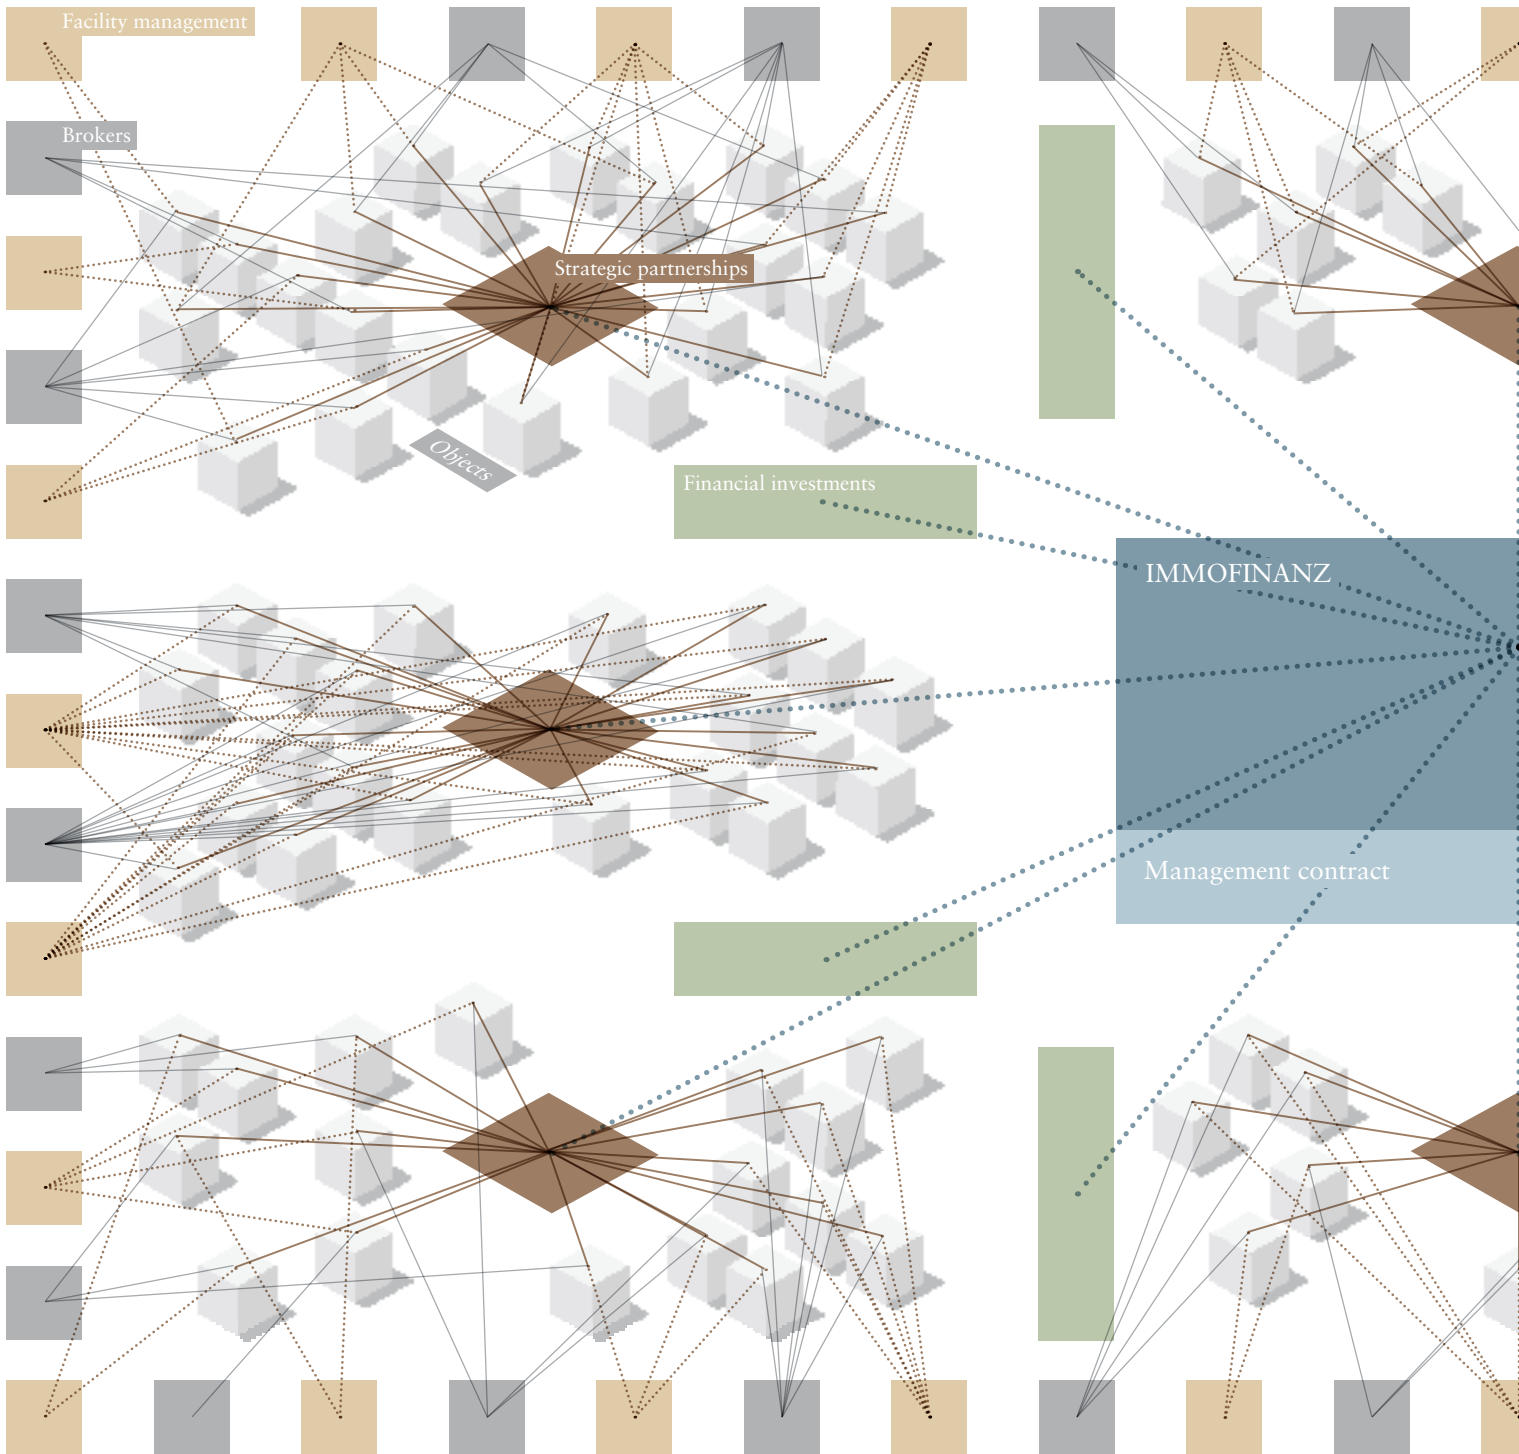 Facility management
Brokers
Strategic partnerships
Objects
Financial investments
IMMOFINANZ
Management contract